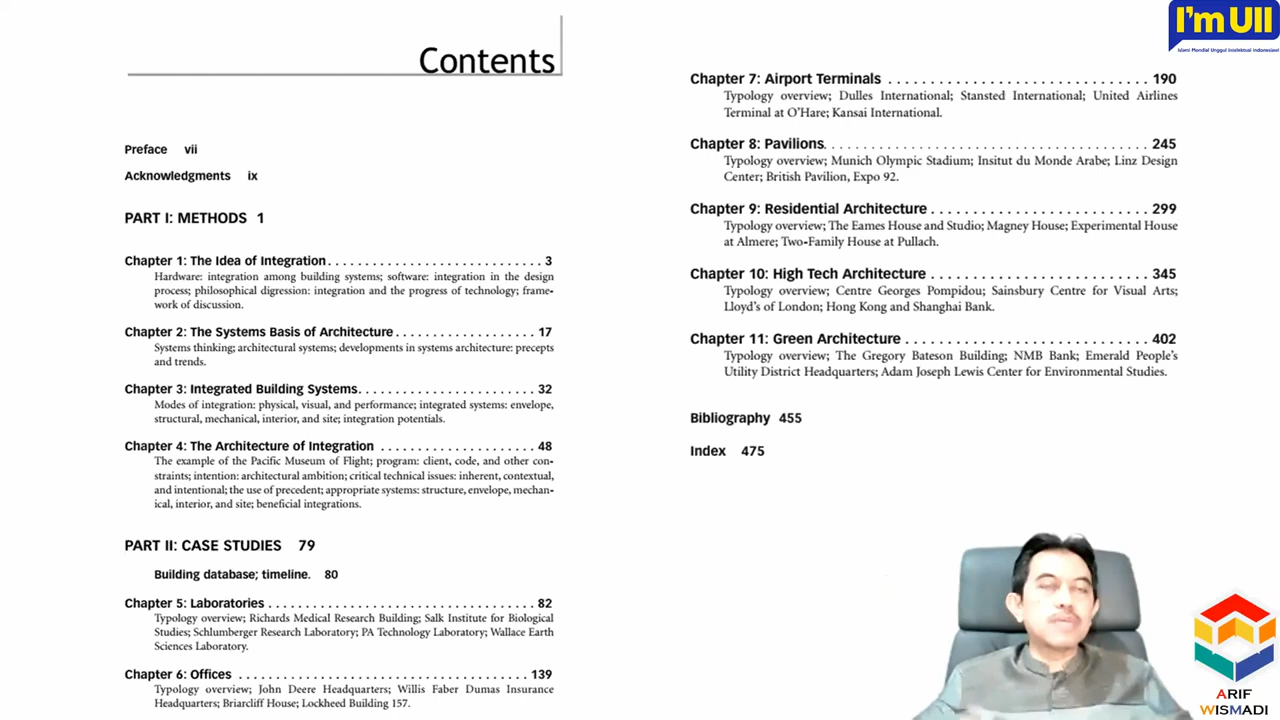 Contents
Preface vii
Acknowledgments ix
PART I: METHODS 1
Chapter 1: The Idea of Integration . . . . . . . . . . . . . . . . . . . . . . . . . . . . . 3
Hardware: integration among building systems; software: integration in the design
process; philosophical digression: integration and the progress of technology; frame-
work of discussion.
Chapter 2: The Systems Basis of Architecture . . . . . . . . . . . . . . . . . . 17
Systems thinking; architectural systems; developments in systems architecture: precepts
and trends.
Chapter 3: Integrated Building Systems . . . . . . . . . . . . . . . . . . . . . . . 32
Modes of integration: physical, visual, and performance; integrated systems: envelope,
structural, mechanical, interior, and site; integration potentials.
Chapter 4: The Architecture of Integration . . . . . . . . . . . . . . . . . . . . 48
The example of the Pacific Museum of Flight; program: client, code, and other con-
straints; intention: architectural ambition; critical technical issues: inherent, contextual,
and intentional; the use of precedent; appropriate systems: structure, envelope, mechan-
ical, interior, and site; beneficial integrations.
PART II: CASE STUDIES 79
Building database; timeline. 80
Chapter 5: Laboratories . . . . . . . . . . . . . . . . . . . . . . . . . . . . . . . . . . 82
Typology overview; Richards Medical Research Building; Salk Institute for Biological
Studies; Schlumberger Research Laboratory; PA Technology Laboratory; Wallace Earth
Sciences Laboratory.
Chapter 6: Offices . . . . . . . . . . . . . . . . . . . . . . . . . . . . . . . . . . . . . 139
Typology overview; John Deere Headquarters; Willis Faber Dumas Insurance
Headquarters; Briarcliff House; Lockheed Building 157.
Chapter 7: Airport Terminals . . . . . . . . . . . . . . . . . . . . . . . . . . . . . . 190
Typology overview; Dulles International; Stansted International; United Airlines
Terminal at O'Hare; Kansai International.
Chapter 8: Pavilions. . . . . . . . . . . . . . . . . . . . . . . . . . . . . . . . . . . . . . 245
Typology overview; Munich Olympic Stadium; Insitut du Monde Arabe; Linz Design
Center; British Pavilion, Expo 92.
Chapter 9: Residential Architecture . . . . . . . . . . . . . . . . . . . . . . . . . 299
Typology overview; The Eames House and Studio; Magney House; Experimental House
at Almere; Two-Family House at Pullach.
Chapter 10: High Tech Architecture . . . . . . . . . . . . . . . . . . . . . . . . . 345
Typology overview; Centre Georges Pompidou; Sainsbury Centre for Visual Arts;
Lloyd's of London; Hong Kong and Shanghai Bank.
Chapter 11: Green Architecture . . . . . . . . . . . . . . . . . . . . . . . . . . . . 402
Typology overview; The Gregory Bateson Building; NMB Bank; Emerald People's
Utility District Headquarters; Adam Joseph Lewis Center for Environmental Studies.
Bibliography 455
Index 475
I'm UII
Islami Mondial Unggul Intelektual Indonesiawi
ARIF
WISMADI